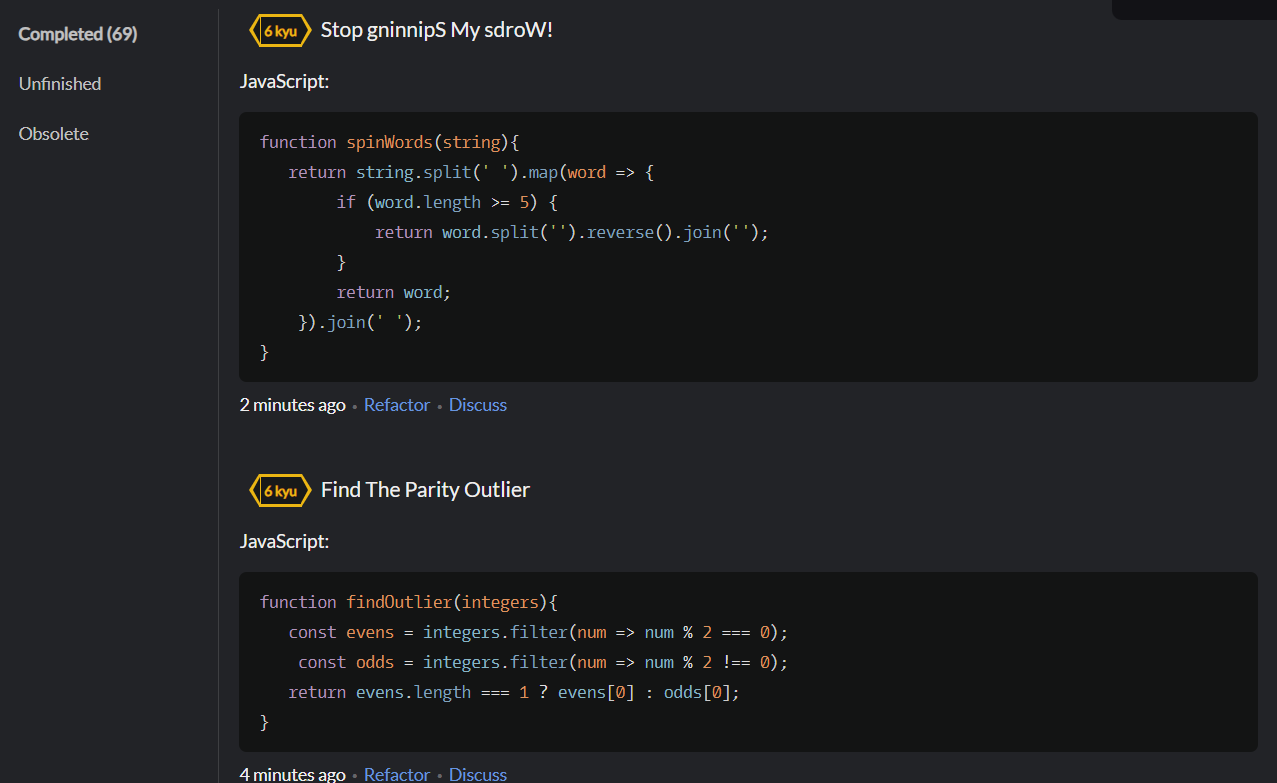 Completed (69)
Unfinished
Obsolete
6 kyu Stop gninnipS My sdroW!
JavaScript:
function spinWords(string){
   return string.split(' ').map(word => {
        if (word.length >= 5) {
            return word.split('').reverse().join('');
        }
        return word;
    }).join(' ');
}
2 minutes ago • Refactor • Discuss
6 kyu Find The Parity Outlier
JavaScript:
function findOutlier(integers){
   const evens = integers.filter(num => num % 2 === 0);
    const odds = integers.filter(num => num % 2 !== 0);
   return evens.length === 1 ? evens[0] : odds[0];
}
4 minutes ago • Refactor • Discuss